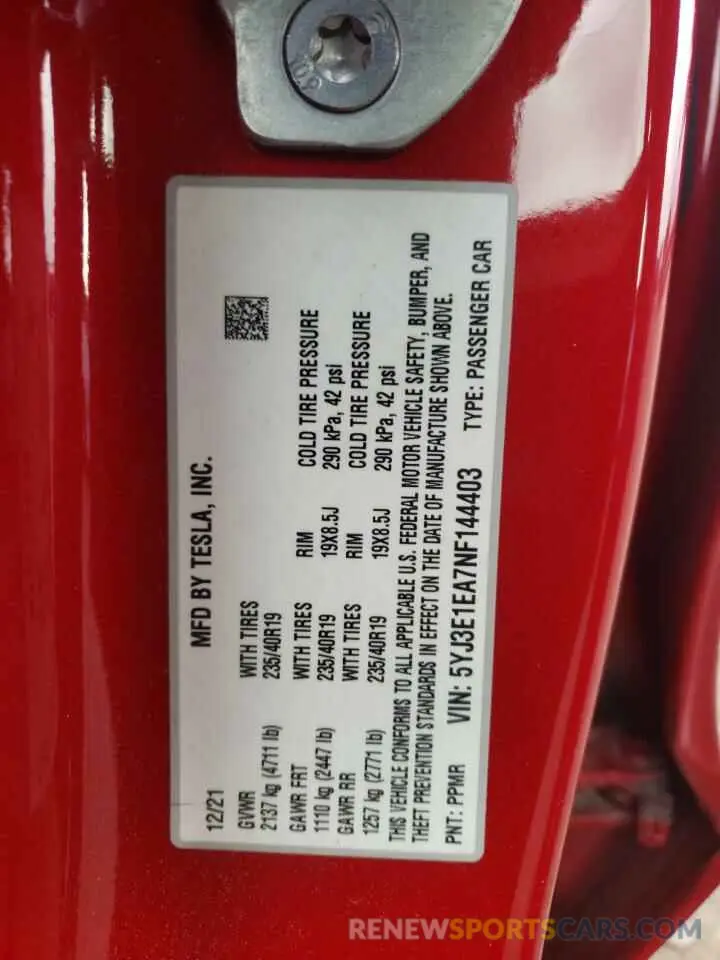 12/21 MFD BY TESLA, INC.
GVWR WITH TIRES
2137 kg (4711 lb) 235/40R19
GAWR FRT WITH TIRES RIM COLD TIRE PRESSURE
1110 kg (2447 lb) 235/40R19 19X8.5J 290 kPa, 42 psi
GAWR RR WITH TIRES RIM COLD TIRE PRESSURE
1257 kg (2771 lb) 235/40R19 19X8.5J 290 kPa, 42 psi
THIS VEHICLE CONFORMS TO ALL APPLICABLE U.S. FEDERAL MOTOR VEHICLE SAFETY, BUMPER, AND
THEFT PREVENTION STANDARDS IN EFFECT ON THE DATE OF MANUFACTURE SHOWN ABOVE.
PNT: PPMR VIN: 5YJ3E1EA7NF144403 TYPE: PASSENGER CAR
RENEWSPORTSCARS.COM